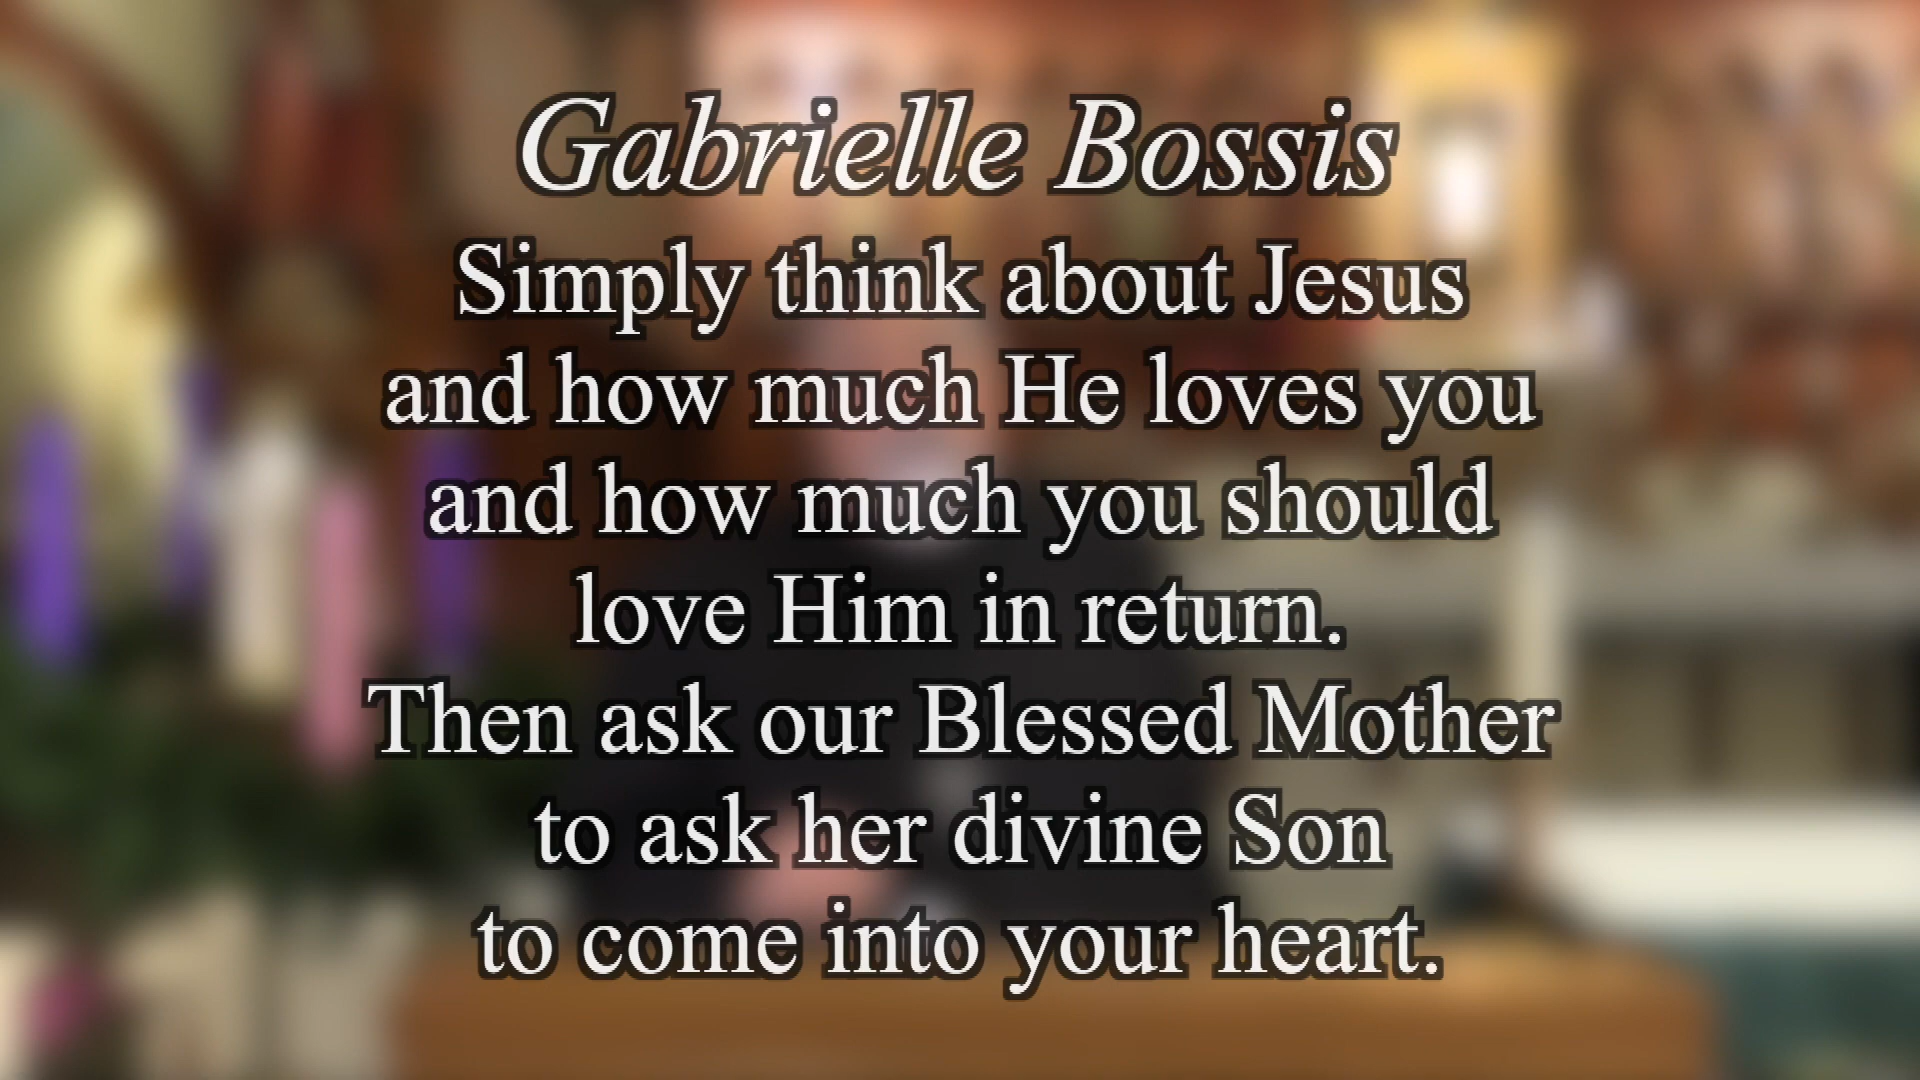 Gabrielle Bossis
Simply think about Jesus
and how much He loves you
and how much you should
love Him in return.
Then ask our Blessed Mother
to ask her divine Son
to come into your heart.